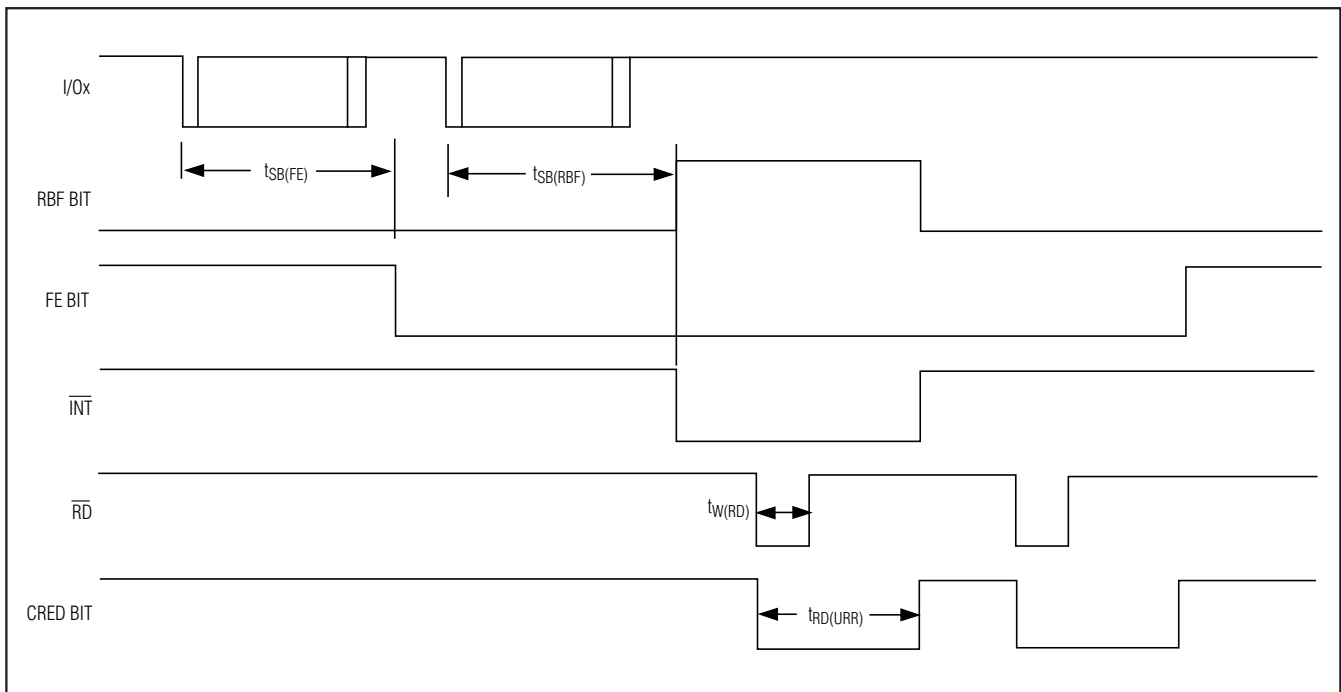 I/Ox
tSB(FE)
tSB(RBF)
RBF BIT
FE BIT
INT
RD
tW(RD)
CRED BIT
tRD(URR)